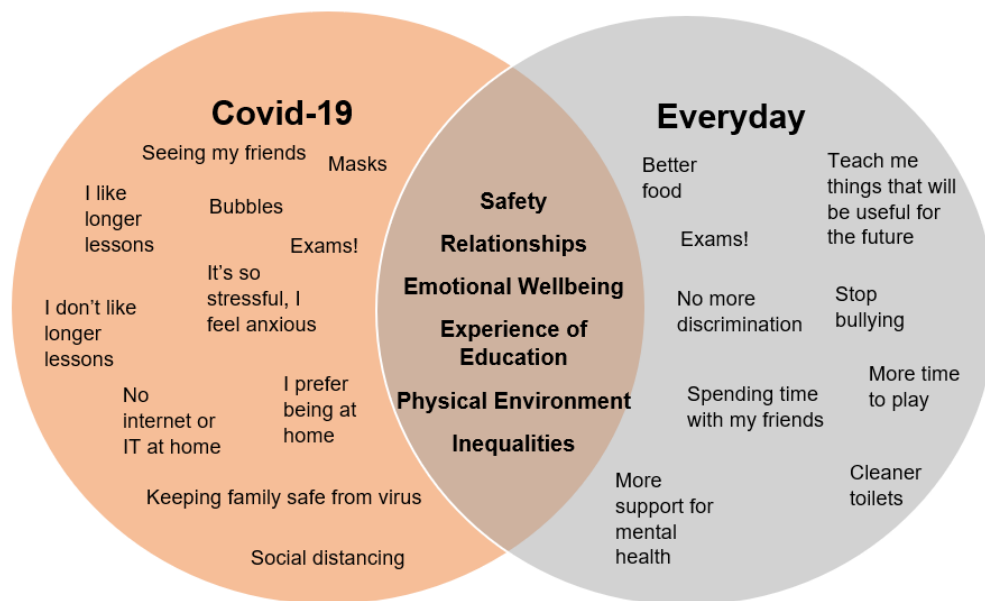 Covid-19
Seeing my friends
Masks
I like
longer
lessons
Bubbles
Exams!
It’s so
stressful, I
feel anxious
I don’t like
longer
lessons
No
internet or
IT at home
I prefer
being at
home
Keeping family safe from virus
Social distancing
Safety
Relationships
Emotional Wellbeing
Experience of
Education
Physical Environment
Inequalities
Everyday
Better
food
Teach me
things that will
be useful for
the future
Exams!
No more
discrimination
Stop
bullying
Spending time
with my friends
More time
to play
More
support for
mental
health
Cleaner
toilets